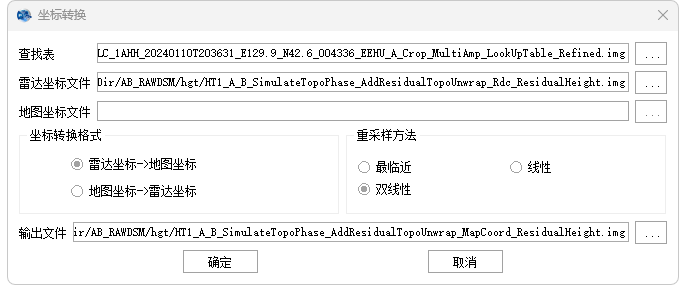 坐标转换
查找表 LC_1AHH_20240110T203631_E129.9_N42.6_004336_EEHU_A_Crop_MultiAmp_LookUpTable_Refined.img ...
雷达坐标文件 Dir/AB_RAWDSM/hgt/HT1_A_B_SimulateTopoPhase_AddResidualTopoUnwrap_Rdc_ResidualHeight.img ...
地图坐标文件 ...
坐标转换格式 重采样方法
雷达坐标->地图坐标 最临近 线性
地图坐标->雷达坐标 双线性
输出文件 ir/AB_RAWDSM/hgt/HT1_A_B_SimulateTopoPhase_AddResidualTopoUnwrap_MapCoord_ResidualHeight.img ...
确定 取消